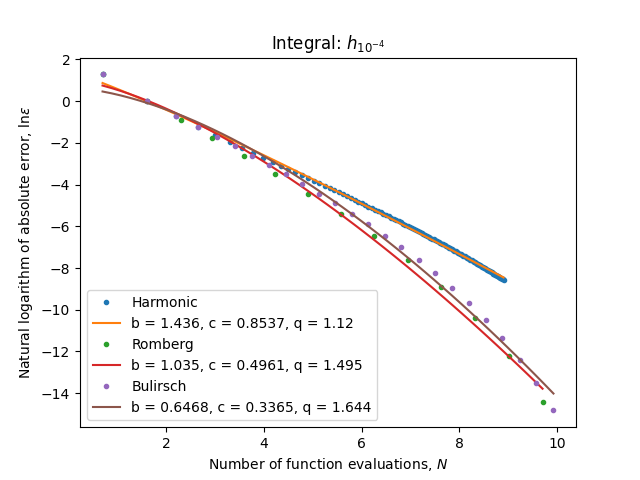 Integral: $h_{10^{-4}}$
Natural logarithm of absolute error, lnε
2
0
−2
−4
−6
−8
−10
−12
−14
Harmonic
b = 1.436, c = 0.8537, q = 1.12
Romberg
b = 1.035, c = 0.4961, q = 1.495
Bulirsch
b = 0.6468, c = 0.3365, q = 1.644
2 4 6 8 10
Number of function evaluations, N